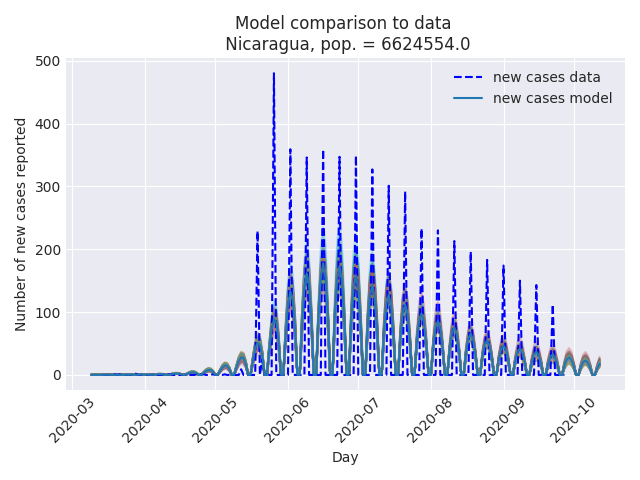 Model comparison to data
Nicaragua, pop. = 6624554.0
new cases data
new cases model
Number of new cases reported
500
400
300
200
100
0
2020-03
2020-04
2020-05
2020-06
2020-07
2020-08
2020-09
2020-10
Day